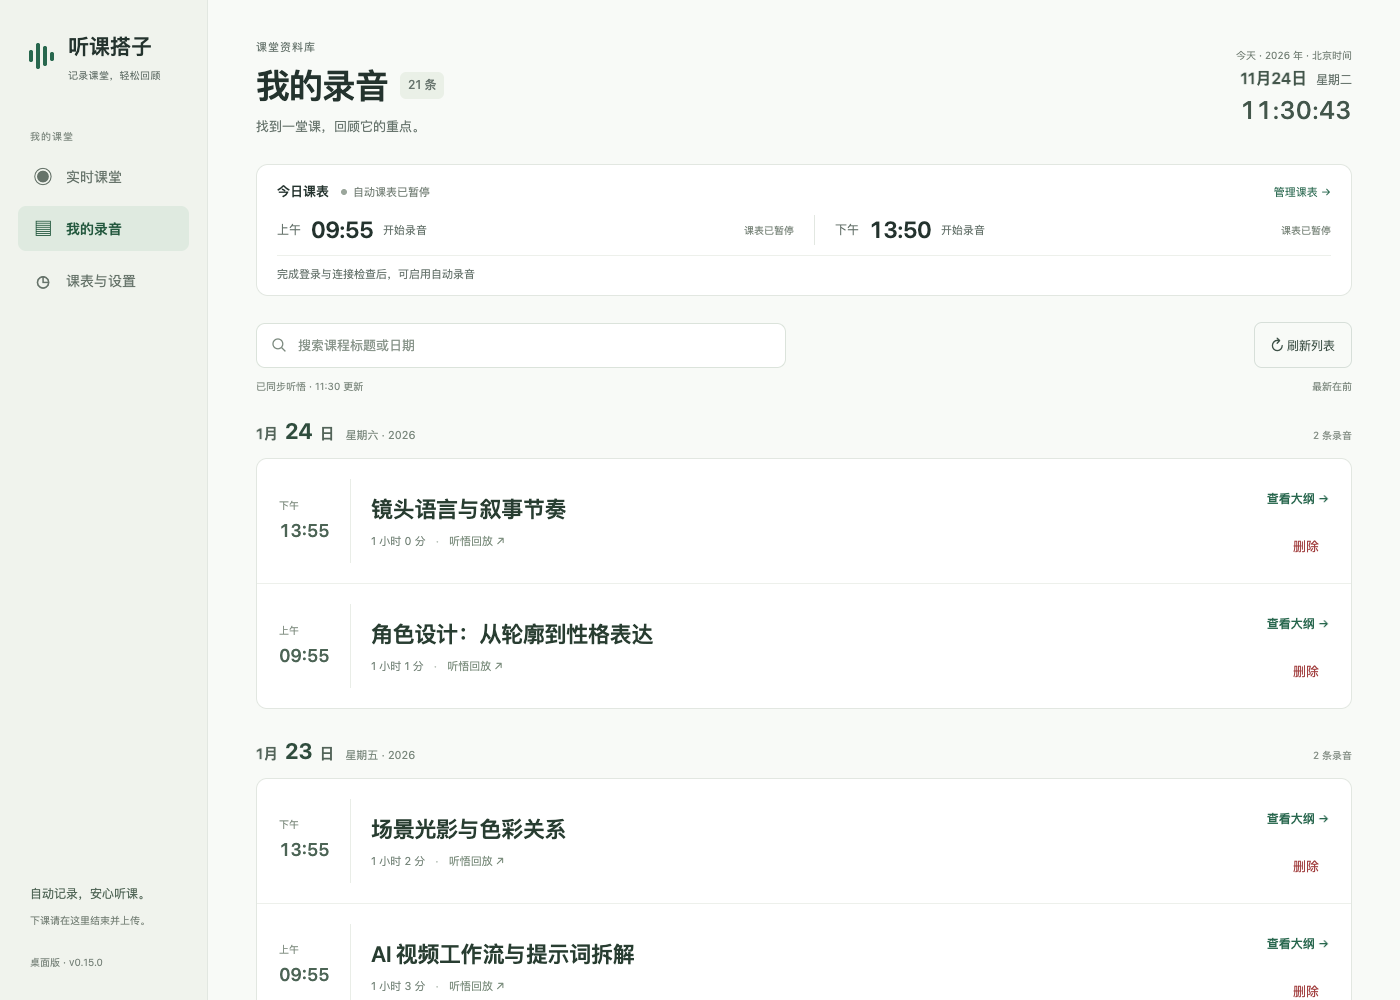 听课搭子
记录课堂，轻松回顾
我的课堂
实时课堂
我的录音
课表与设置
自动记录，安心听课。
下课请在这里结束并上传。
桌面版 · v0.15.0
课堂资料库
我的录音 21 条
找到一堂课，回顾它的重点。
今天 · 2026 年 · 北京时间
11月24日 星期二
11:30:43
今日课表 自动课表已暂停 管理课表 →
上午 09:55 开始录音 课表已暂停 下午 13:50 开始录音 课表已暂停
完成登录与连接检查后，可启用自动录音
搜索课程标题或日期 刷新列表
已同步听悟 · 11:30 更新 最新在前
1月 24 日 星期六 · 2026 2 条录音
下午
13:55
镜头语言与叙事节奏
1 小时 0 分 · 听悟回放 ↗
查看大纲 →
删除
上午
09:55
角色设计：从轮廓到性格表达
1 小时 1 分 · 听悟回放 ↗
查看大纲 →
删除
1月 23 日 星期五 · 2026 2 条录音
下午
13:55
场景光影与色彩关系
1 小时 2 分 · 听悟回放 ↗
查看大纲 →
删除
上午
09:55
AI 视频工作流与提示词拆解
1 小时 3 分 · 听悟回放 ↗
查看大纲 →
删除